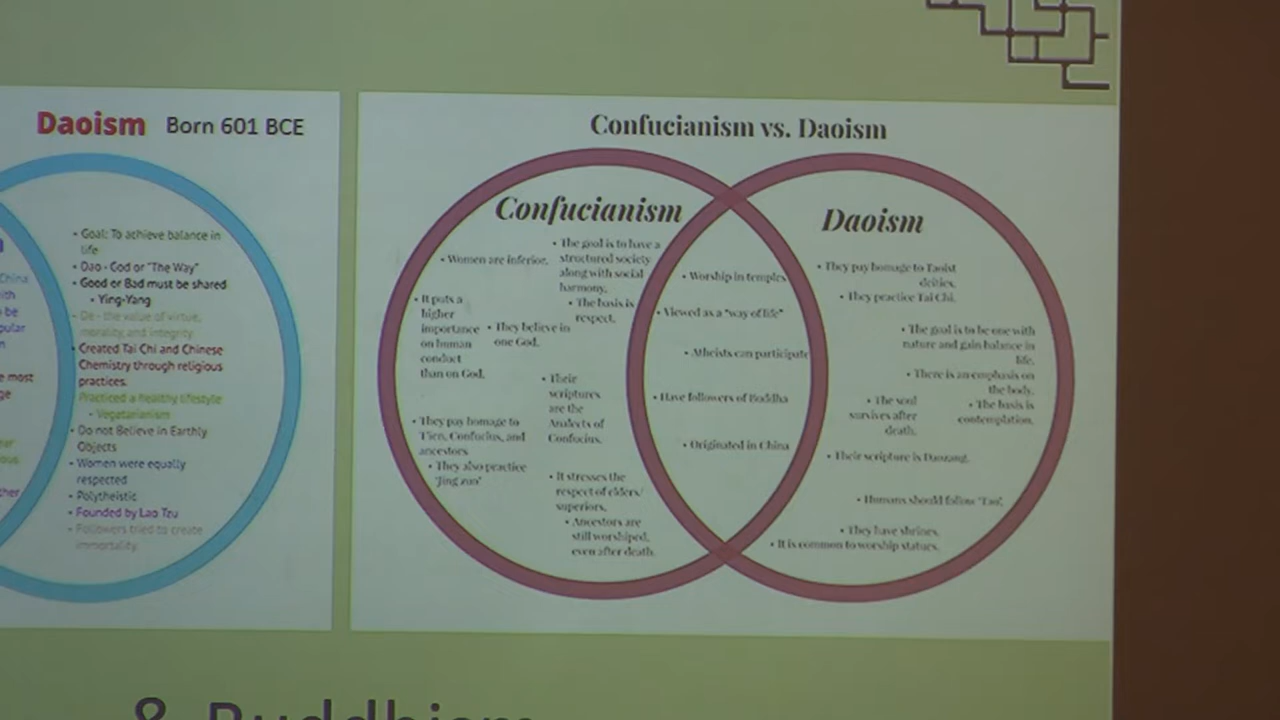 Daoism Born 601 BCE
China
• Goal: To achieve balance in
life.
• Dao - God or "The Way"
• Good or Bad must be shared
• Ying-Yang
• De - the value of virtue,
morality, and integrity
• Created Tai Chi and Chinese
Chemistry through religious
practices.
Practiced a healthy lifestyle
• Vegetarianism
• Do not Believe in Earthly
Objects
• Women were equally
respected
• Polytheistic
• Founded by Lao Tzu
• Followers tried to create
immortality.
Confucianism vs. Daoism
Confucianism
• Women are inferior.
• The goal is to have a
structured society
along with social
harmony.
• The basis is
respect.
• It puts a
higher
importance
on human
conduct
than on God.
• They believe in
one God.
• Their
scriptures
are the
Analects of
Confucius.
• They pay homage to
T'ien, Confucius, and
ancestors
• They also practice
• It stresses the
respect of elders/
superiors.
• Ancestors are
still worshiped,
even after death.
• Worship in temples
• Viewed as a "way of life"
• Atheists can participate
• Have followers of Buddha
• Originated in China
Daoism
• They pay homage to Taoist
deities.
• They practice Tai Chi.
• The goal is to be one with
nature and gain balance in
life.
• There is an emphasis on
the body.
• The soul
survives after
death.
• The basis is
contemplation.
• Their scripture is Daozang.
• Humans should follow "Tao".
• They have shrines.
• It is common to worship statues.
& Buddhism